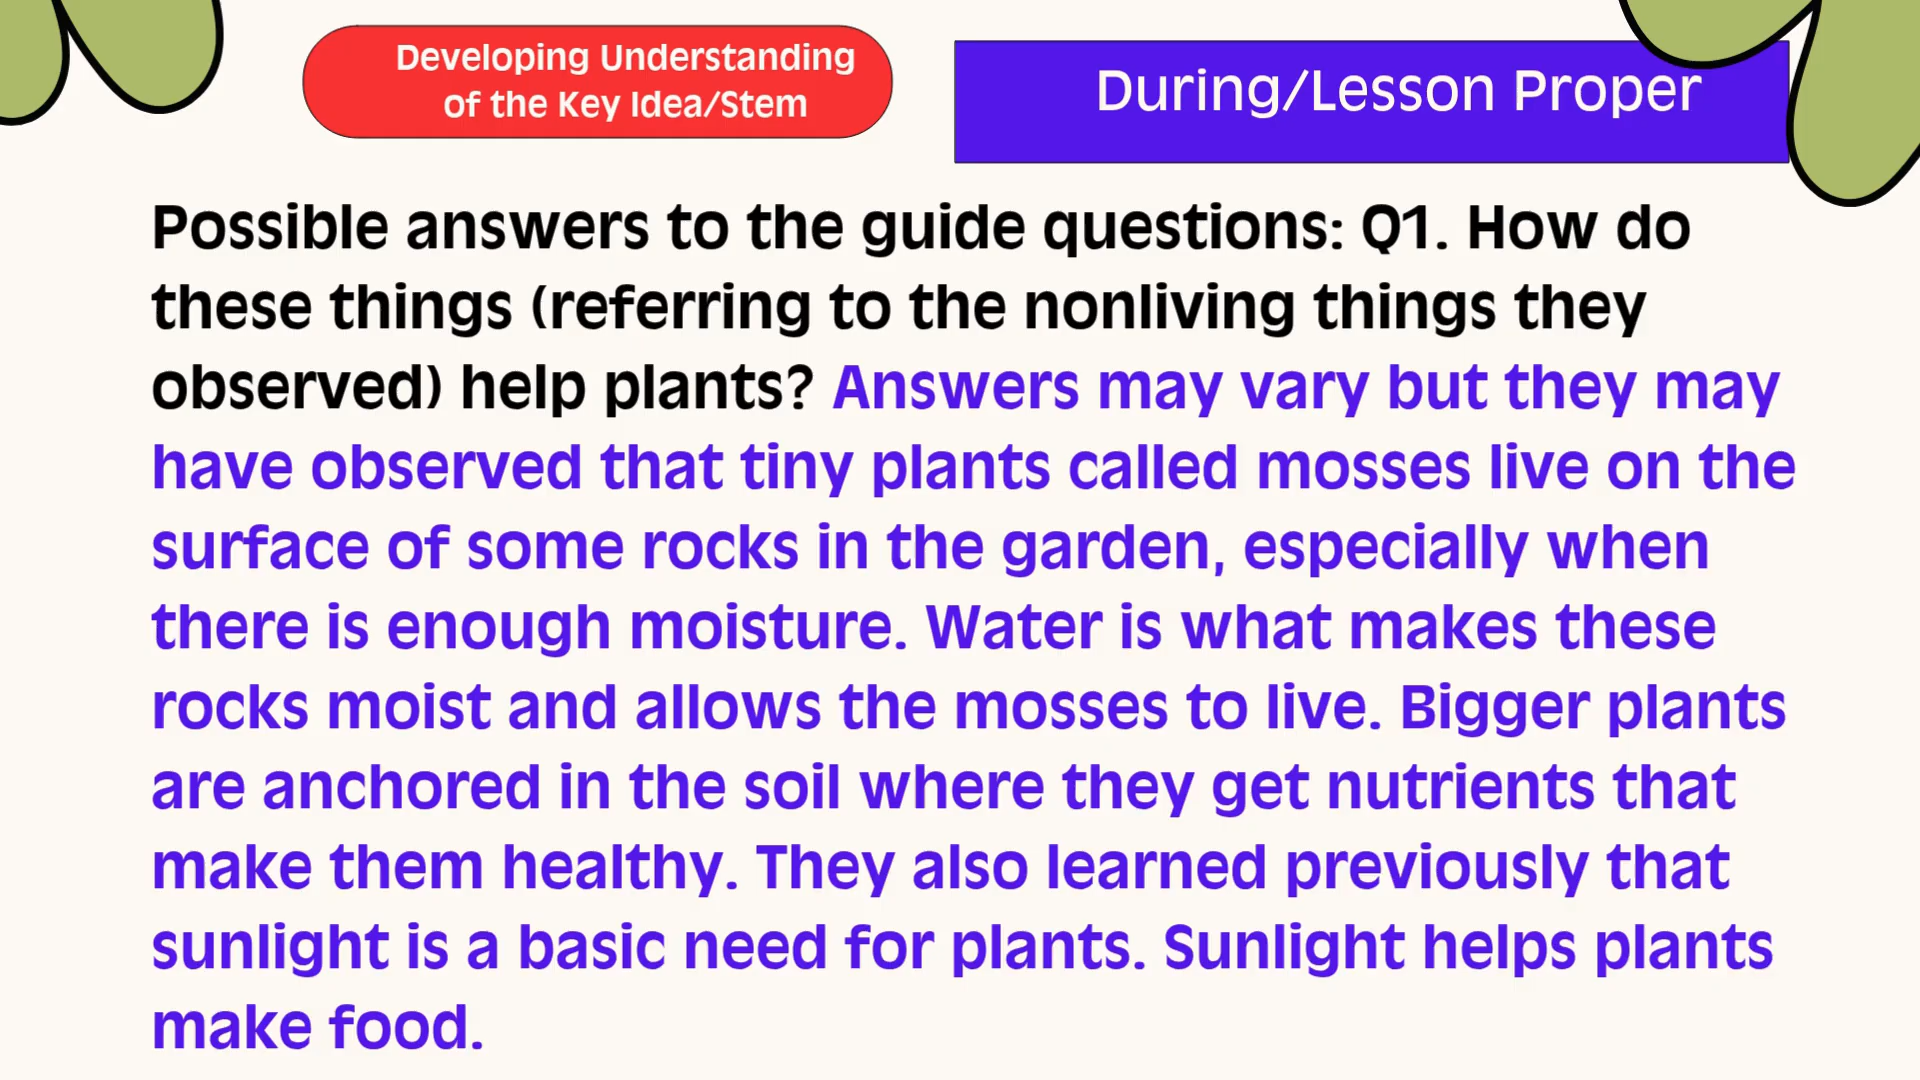 Developing Understanding
of the Key Idea/Stem
During/Lesson Proper
Possible answers to the guide questions: Q1. How do
these things (referring to the nonliving things they
observed) help plants? Answers may vary but they may
have observed that tiny plants called mosses live on the
surface of some rocks in the garden, especially when
there is enough moisture. Water is what makes these
rocks moist and allows the mosses to live. Bigger plants
are anchored in the soil where they get nutrients that
make them healthy. They also learned previously that
sunlight is a basic need for plants. Sunlight helps plants
make food.